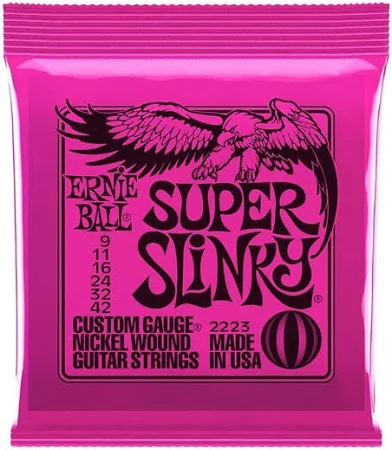 ERNIE
BALL®
SUPER
SLINKY®
9
11
16
24
32
42
CUSTOM GAUGE®
NICKEL WOUND
GUITAR STRINGS
2223
MADE
IN USA